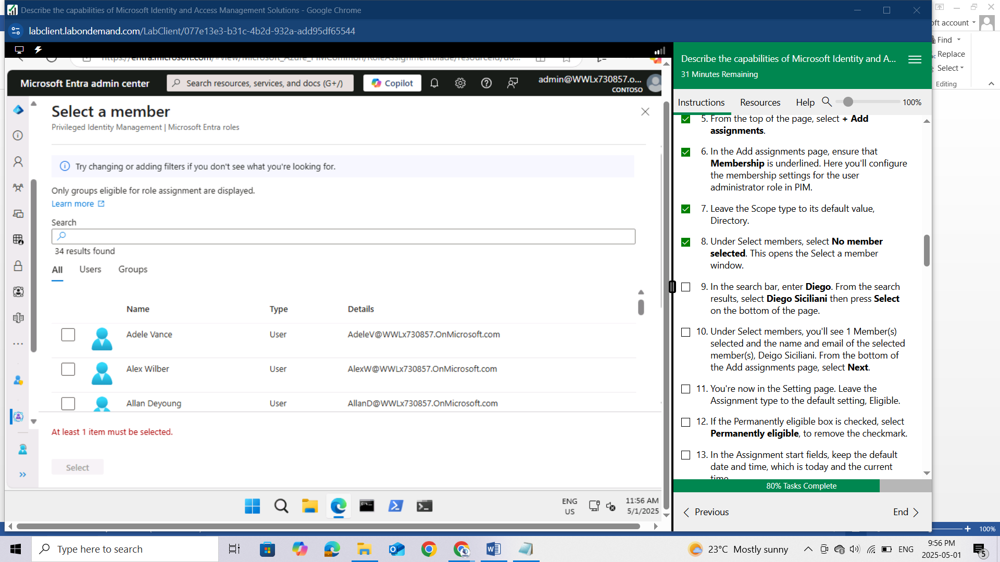 Describe the capabilities of Microsoft Identity and Access Management Solutions - Google Chrome
labclient.labondemand.com/LabClient/077e13e3-b31c-4b2d-932a-add95df65544
oft account
Find
Replace
Select
Editing
Microsoft Entra admin center
Search resources, services, and docs (G+/)
Copilot
admin@WWLx730857.o...
CONTOSO
Select a member
Privileged Identity Management | Microsoft Entra roles
Try changing or adding filters if you don't see what you're looking for.
Only groups eligible for role assignment are displayed.
Learn more
Search
34 results found
All Users Groups
Name Type Details
Adele Vance User AdeleV@WWLx730857.OnMicrosoft.com
Alex Wilber User AlexW@WWLx730857.OnMicrosoft.com
Allan Deyoung User AllanD@WWLx730857.OnMicrosoft.com
At least 1 item must be selected.
Select
ENG
US
11:56 AM
5/1/2025
Describe the capabilities of Microsoft Identity and A...
31 Minutes Remaining
Instructions Resources Help 100%
5. From the top of the page, select + Add
assignments.
6. In the Add assignments page, ensure that
Membership is underlined. Here you'll configure
the membership settings for the user
administrator role in PIM.
7. Leave the Scope type to its default value,
Directory.
8. Under Select members, select No member
selected. This opens the Select a member
window.
9. In the search bar, enter Diego. From the search
results, select Diego Siciliani then press Select
on the bottom of the page.
10. Under Select members, you'll see 1 Member(s)
selected and the name and email of the selected
member(s), Deigo Siciliani. From the bottom of
the Add assignments page, select Next.
11. You're now in the Setting page. Leave the
Assignment type to the default setting, Eligible.
12. If the Permanently eligible box is checked, select
Permanently eligible, to remove the checkmark.
13. In the Assignment start fields, keep the default
date and time, which is today and the current
time
80% Tasks Complete
Previous
End
100%
Type here to search
23°C Mostly sunny
ENG
9:56 PM
2025-05-01
5